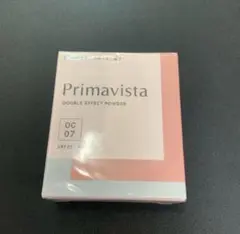 Primavista
DOUBLE EFFECT POWDER
OC
07